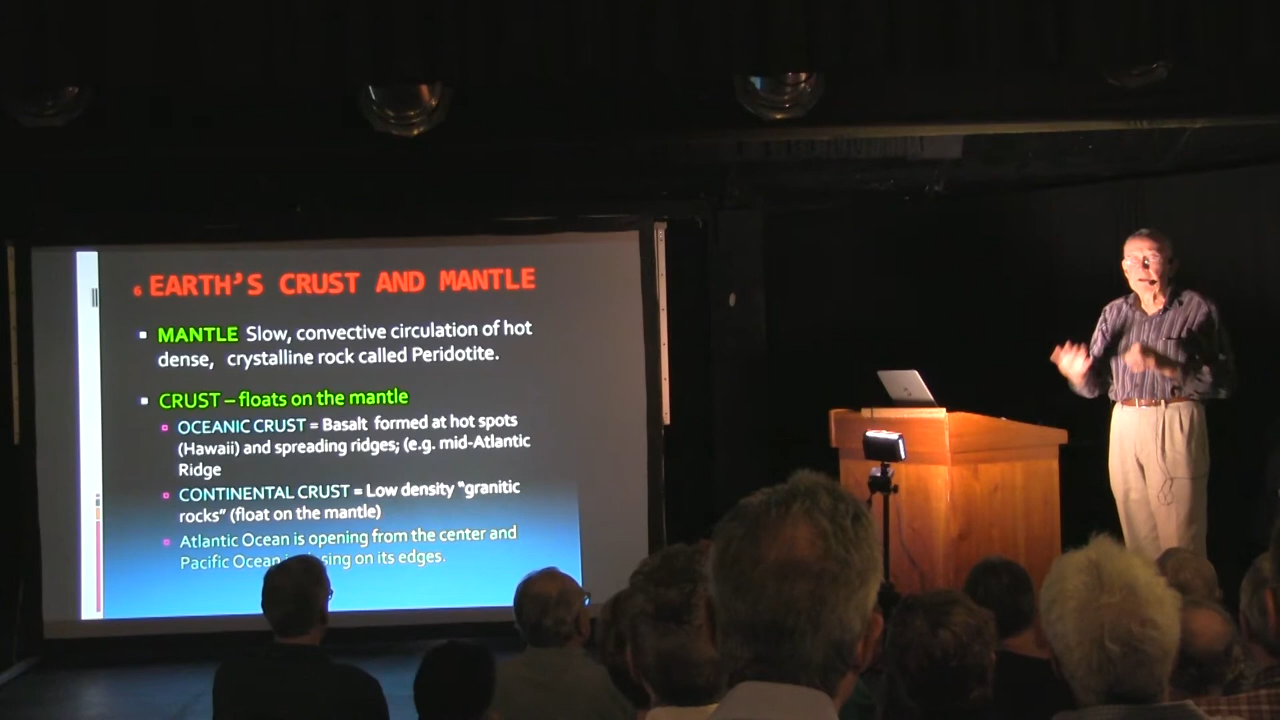 6 EARTH'S CRUST AND MANTLE
MANTLE Slow, convective circulation of hot
dense, crystalline rock called Peridotite.
CRUST – floats on the mantle
OCEANIC CRUST = Basalt formed at hot spots
(Hawaii) and spreading ridges; (e.g. mid-Atlantic
Ridge
CONTINENTAL CRUST = Low density "granitic
rocks" (float on the mantle)
Atlantic Ocean is opening from the center and
Pacific Ocean on its edges.